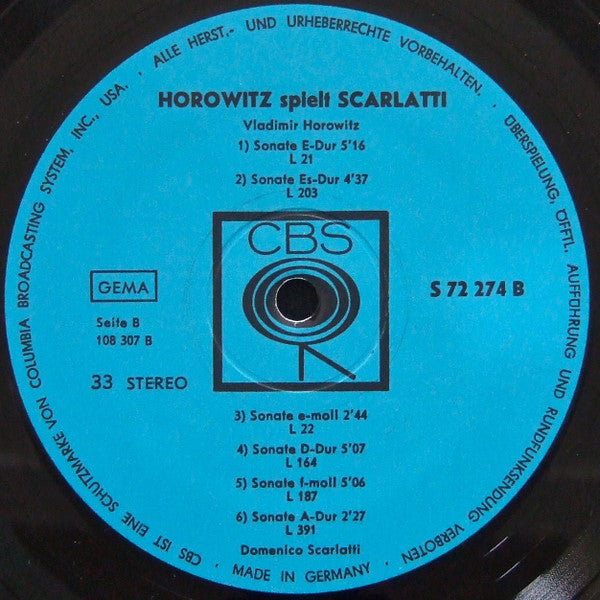 HOROWITZ spielt SCARLATTI
Vladimir Horowitz
1) Sonate E-Dur 5'16
L 21
2) Sonate Es-Dur 4'37
L 203
CBS
GEMA
S 72 274 B
Seite B
108 307 B
33 STEREO
3) Sonate e-moll 2'44
L 22
4) Sonate D-Dur 5'07
L 164
5) Sonate f-moll 5'06
L 187
6) Sonate A-Dur 2'27
L 391
Domenico Scarlatti
CBS IST EINE SCHUTZMARKE VON COLUMBIA BROADCASTING SYSTEM, INC., USA. · ALLE HERST.- UND URHEBERRECHTE VORBEHALTEN. · ÜBERSPIELUNG, ÖFFTL. AUFFÜHRUNG UND RUNDFUNKSENDUNG VERBOTEN · MADE IN GERMANY ·